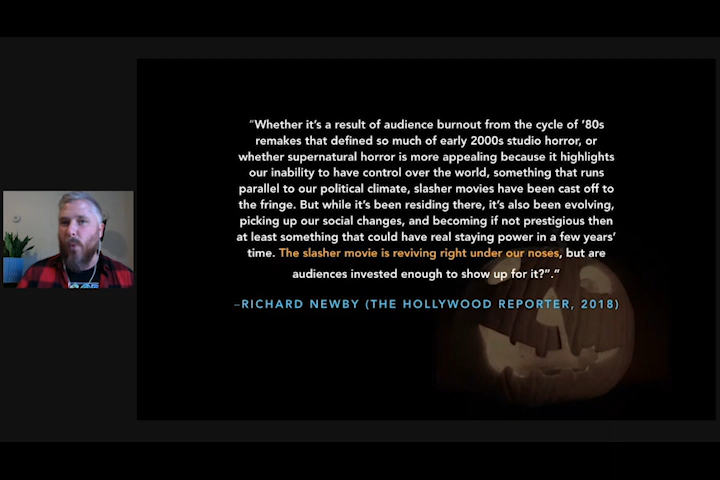 “Whether it’s a result of audience burnout from the cycle of ’80s
remakes that defined so much of early 2000s studio horror, or
whether supernatural horror is more appealing because it highlights
our inability to have control over the world, something that runs
parallel to our political climate, slasher movies have been cast off to
the fringe. But while it’s been residing there, it’s also been evolving,
picking up our social changes, and becoming if not prestigious then
at least something that could have real staying power in a few years’
time. The slasher movie is reviving right under our noses, but are
audiences invested enough to show up for it?”.“
–RICHARD NEWBY (THE HOLLYWOOD REPORTER, 2018)